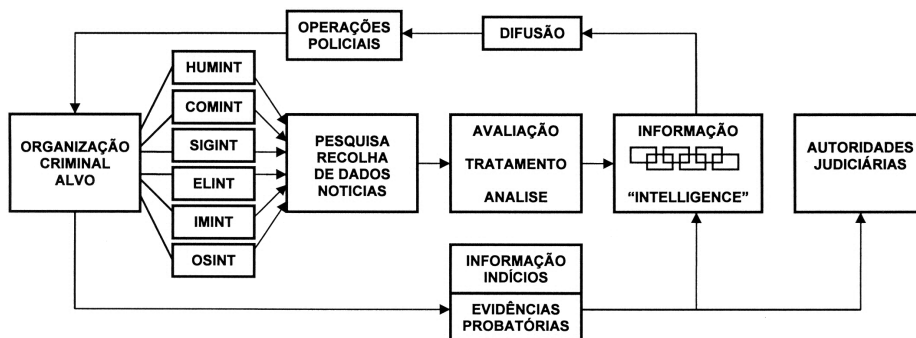 OPERAÇÕES
POLICIAIS
DIFUSÃO
HUMINT
COMINT
SIGINT
ELINT
IMINT
OSINT
ORGANIZAÇÃO
CRIMINAL
ALVO
PESQUISA
RECOLHA
DE DADOS
NOTICIAS
AVALIAÇÃO
TRATAMENTO
ANALISE
INFORMAÇÃO
“INTELLIGENCE”
AUTORIDADES
JUDICIÁRIAS
INFORMAÇÃO
INDÍCIOS
EVIDÊNCIAS
PROBATÓRIAS